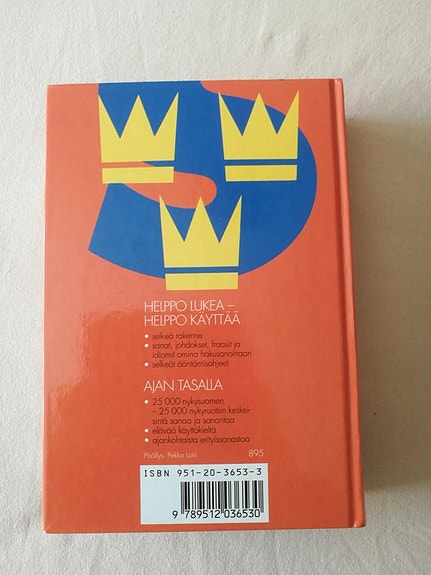 HELPPO LUKEA –
HELPPO KÄYTTÄÄ
• selkeä rakenne
• sanat, johdokset, fraasit ja
idiomit omina hakusanoinaan
• selkeät ääntämisohjeet
AJAN TASALLA
• 25 000 nykysuomen
– 25 000 nykyruotsin keskei-
sintä sanaa ja sanontaa
• elävää käyttökieltä
• ajankohtaista erityissanastoa
Päällys: Pekka Loiri
895
ISBN 951-20-3653-3
9 789512 036530